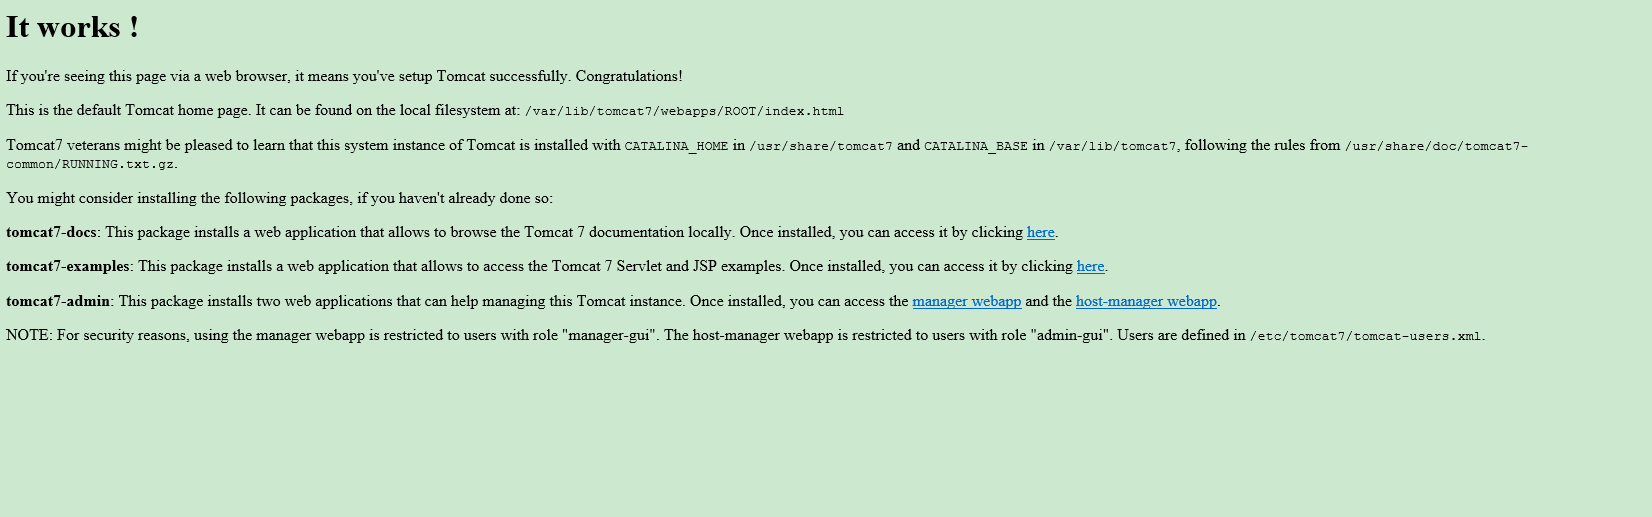 It works !
If you're seeing this page via a web browser, it means you've setup Tomcat successfully. Congratulations!
This is the default Tomcat home page. It can be found on the local filesystem at: /var/lib/tomcat7/webapps/ROOT/index.html
Tomcat7 veterans might be pleased to learn that this system instance of Tomcat is installed with CATALINA_HOME in /usr/share/tomcat7 and CATALINA_BASE in /var/lib/tomcat7, following the rules from /usr/share/doc/tomcat7-
common/RUNNING.txt.gz.
You might consider installing the following packages, if you haven't already done so:
tomcat7-docs: This package installs a web application that allows to browse the Tomcat 7 documentation locally. Once installed, you can access it by clicking here.
tomcat7-examples: This package installs a web application that allows to access the Tomcat 7 Servlet and JSP examples. Once installed, you can access it by clicking here.
tomcat7-admin: This package installs two web applications that can help managing this Tomcat instance. Once installed, you can access the manager webapp and the host-manager webapp.
NOTE: For security reasons, using the manager webapp is restricted to users with role "manager-gui". The host-manager webapp is restricted to users with role "admin-gui". Users are defined in /etc/tomcat7/tomcat-users.xml.